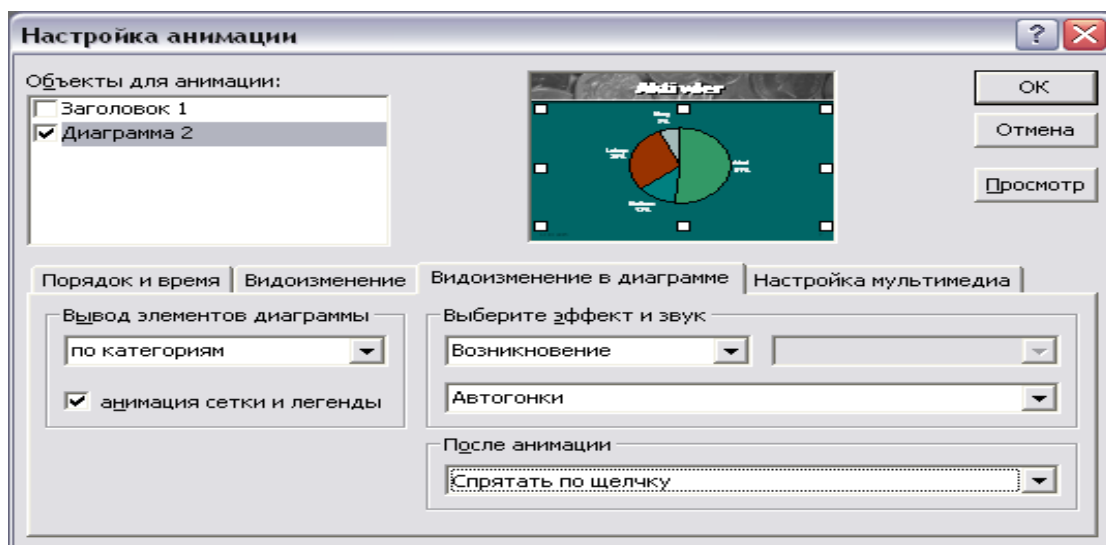 Настройка анимации
Объекты для анимации:
Заголовок 1
Диаграмма 2
Aktivler
OK
Отмена
Просмотр
Порядок и время Видоизменение Видоизменение в диаграмме Настройка мультимедиа
Вывод элементов диаграммы
по категориям
анимация сетки и легенды
Выберите эффект и звук
Возникновение
Автогонки
После анимации
Спрятать по щелчку